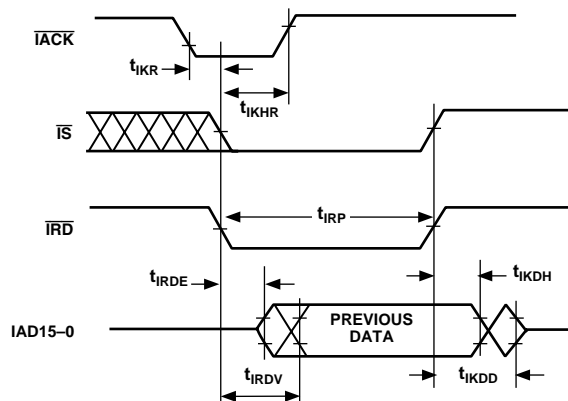 IACK
tIKR
tIKHR
IS
IRD
tIRP
tIRDE
tIKDH
IAD15–0
PREVIOUS
DATA
tIKDD
tIRDV